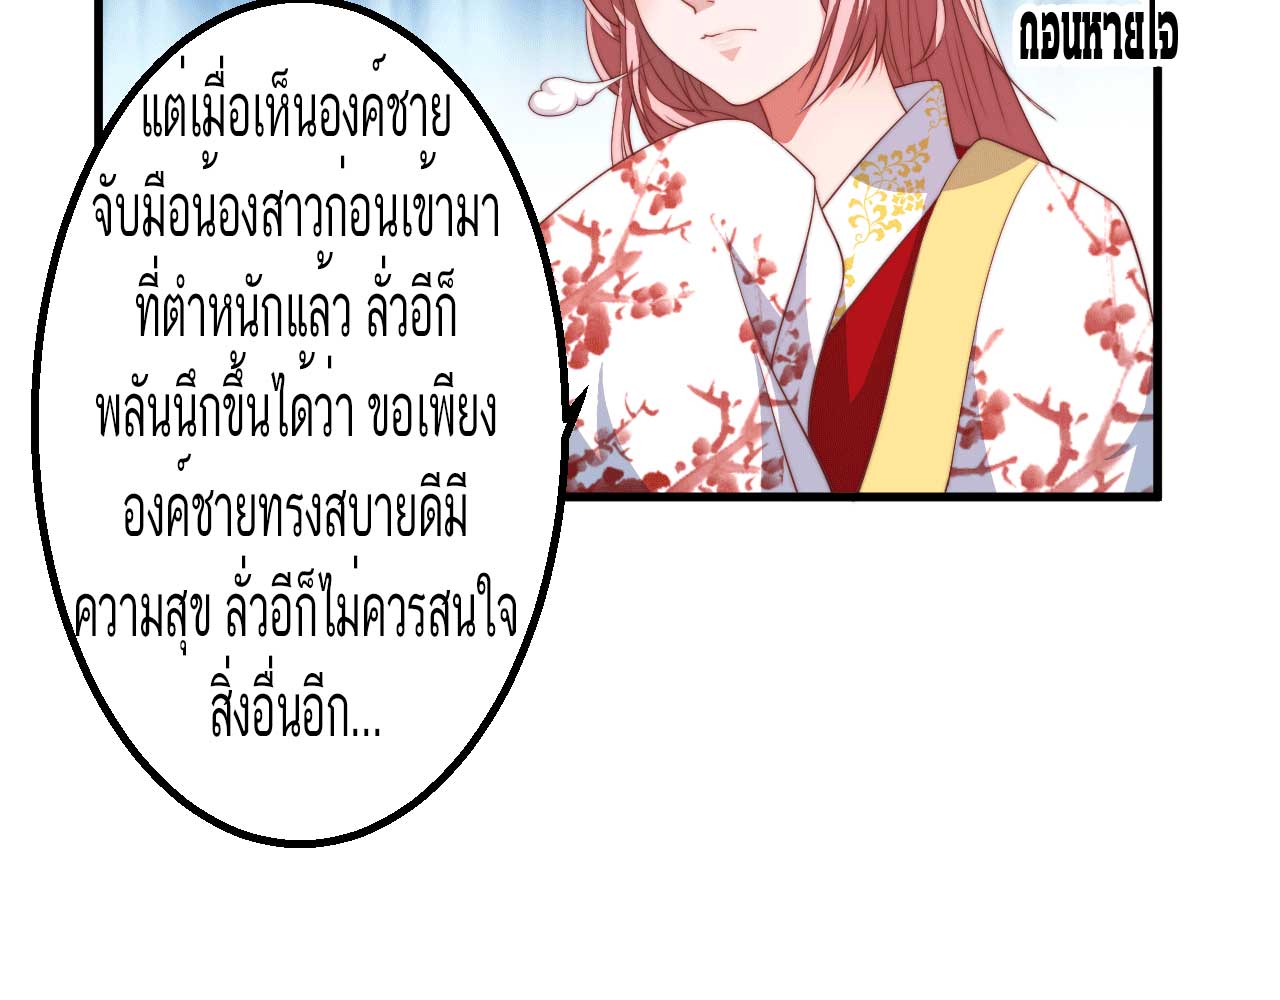 ถอนหายใจ
แต่เมื่อเห็นองค์ชาย
จับมือน้องสาวก่อนเข้ามา
ที่ตำหนักแล้ว ลั่วอีก็
พลันนึกขึ้นได้ว่า ขอเพียง
องค์ชายทรงสบายดีมี
ความสุข ลั่วอีก็ไม่ควรสนใจ
สิ่งอื่นอีก...